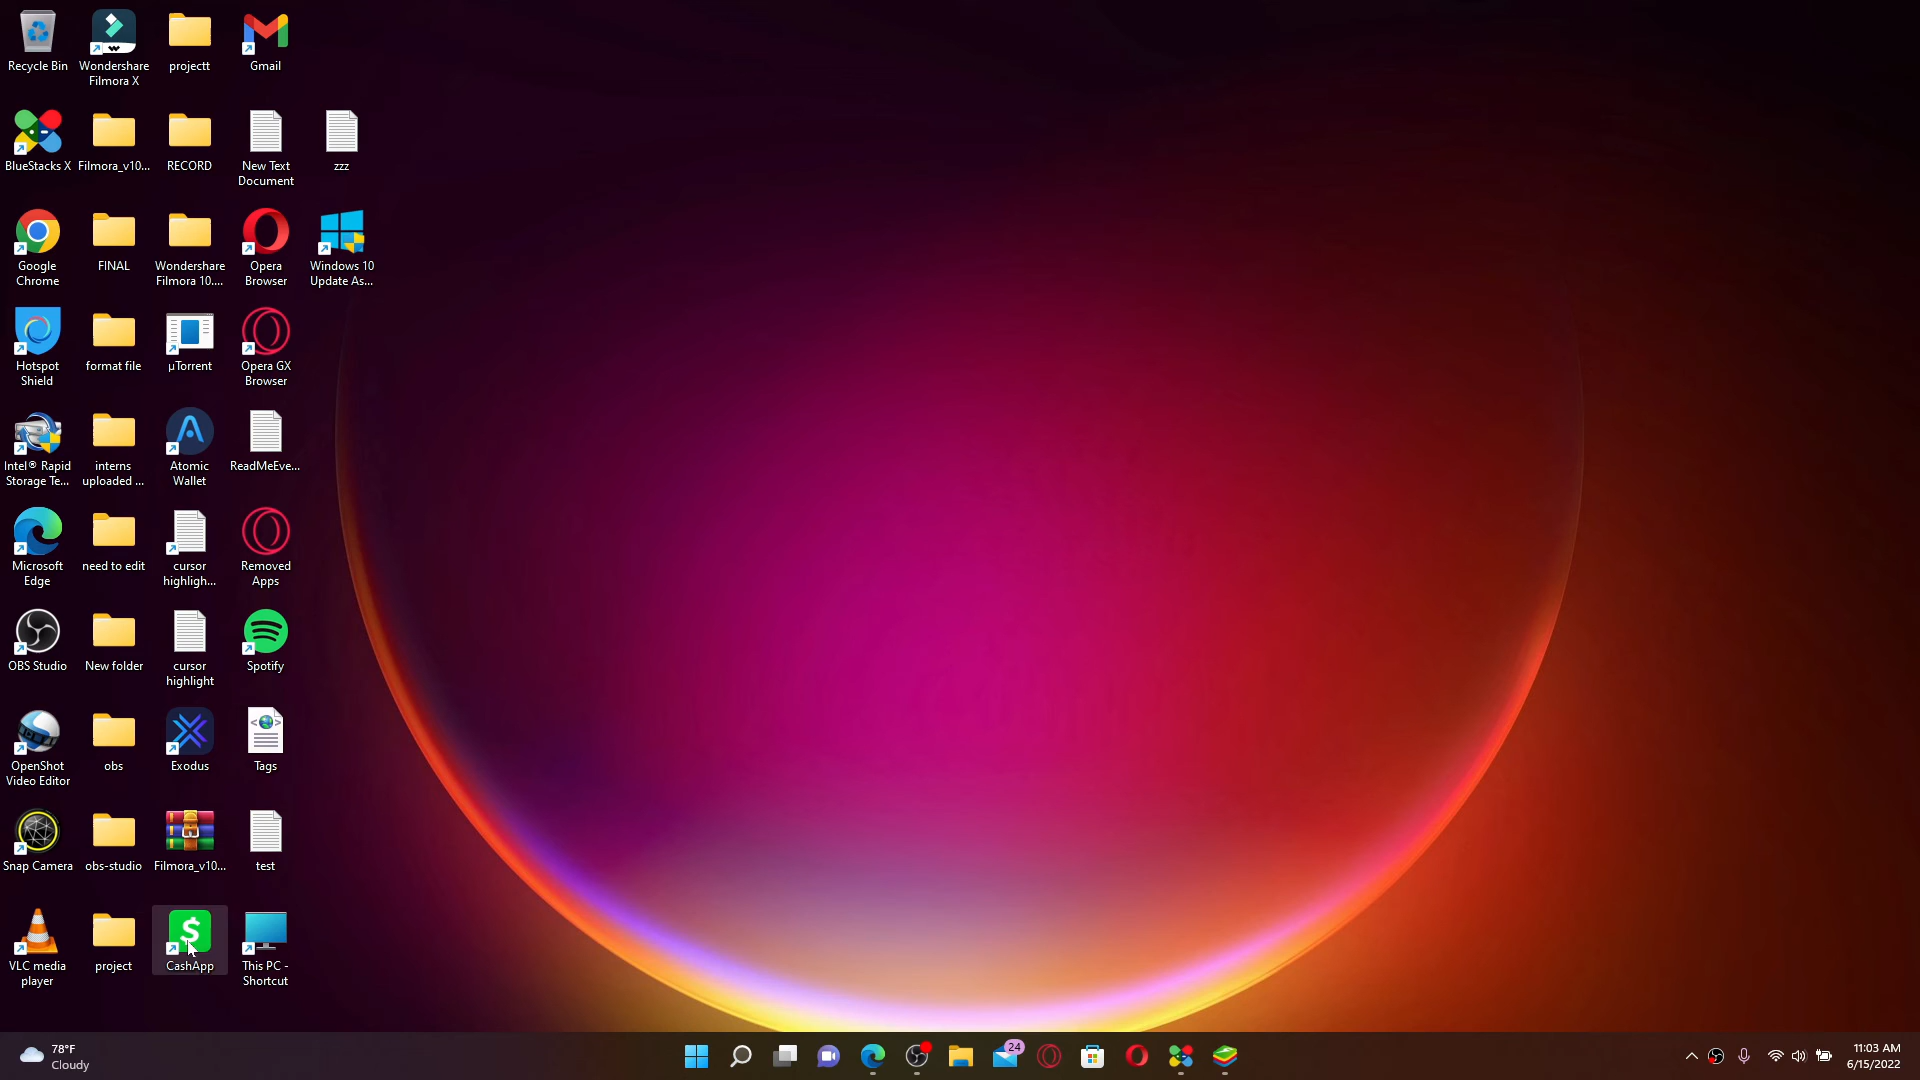 Recycle Bin
Wondershare
Filmora X
projectt
Gmail
BlueStacks X
Filmora_v10...
RECORD
New Text
Document
zzz
Google
Chrome
FINAL
Wondershare
Filmora 10....
Opera
Browser
Windows 10
Update As...
Hotspot
Shield
format file
µTorrent
Opera GX
Browser
Intel® Rapid
Storage Te...
interns
uploaded ...
Atomic
Wallet
ReadMeEve...
Microsoft
Edge
need to edit
cursor
highligh...
Removed
Apps
OBS Studio
New folder
cursor
highlight
Spotify
OpenShot
Video Editor
obs
Exodus
Tags
Snap Camera
obs-studio
Filmora_v10...
test
VLC media
player
project
$
CashApp
This PC -
Shortcut
78°F
Cloudy
24
11:03 AM
6/15/2022